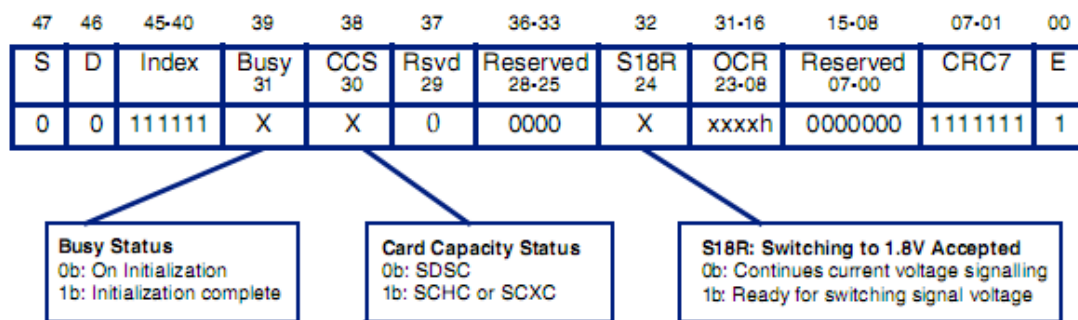 47 46 45-40 39 38 37 36-33 32 31-16 15-08 07-01 00
S D Index Busy CCS Rsvd Reserved S18R OCR Reserved CRC7 E
31 30 29 28-25 24 23-08 07-00
0 0 111111 X X 0 0000 X xxxxh 0000000 1111111 1
Busy Status
0b: On Initialization
1b: Initialization complete
Card Capacity Status
0b: SDSC
1b: SCHC or SCXC
S18R: Switching to 1.8V Accepted
0b: Continues current voltage signalling
1b: Ready for switching signal voltage